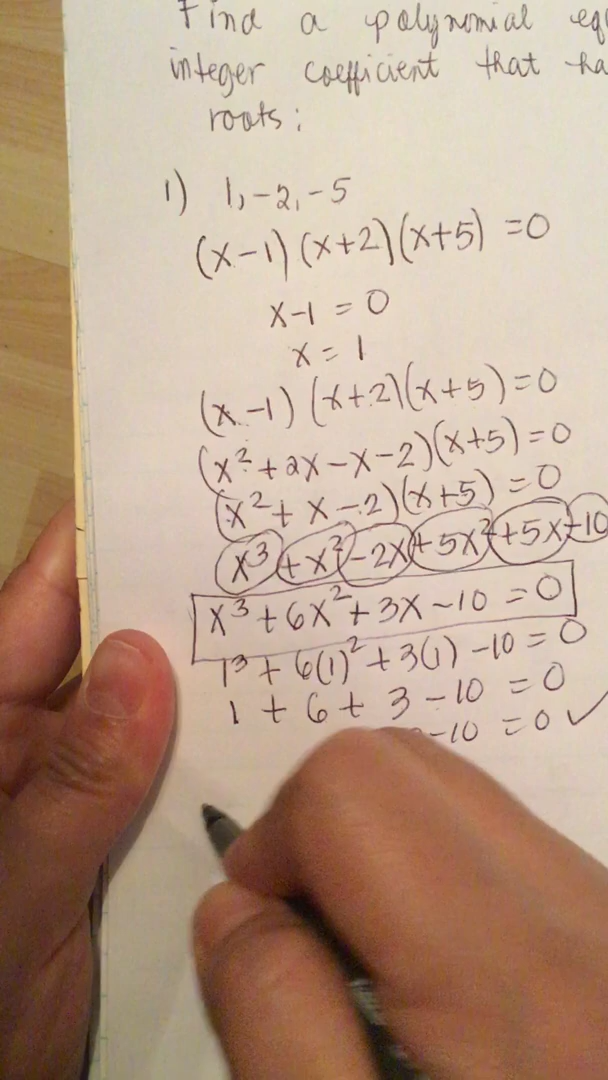 Find a polynomial equ
integer coefficient that ha
roots:
1) 1, -2, -5
(x-1)(x+2)(x+5) = 0
x-1 = 0
x = 1
(x-1)(x+2)(x+5) = 0
(x² + 2x - x - 2)(x+5) = 0
(x² + x - 2)(x+5) = 0
x³ + x² - 2x + 5x² + 5x - 10
x³ + 6x² + 3x - 10 = 0
1³ + 6(1)² + 3(1) - 10 = 0
1 + 6 + 3 - 10 = 0
-10 = 0 ✓